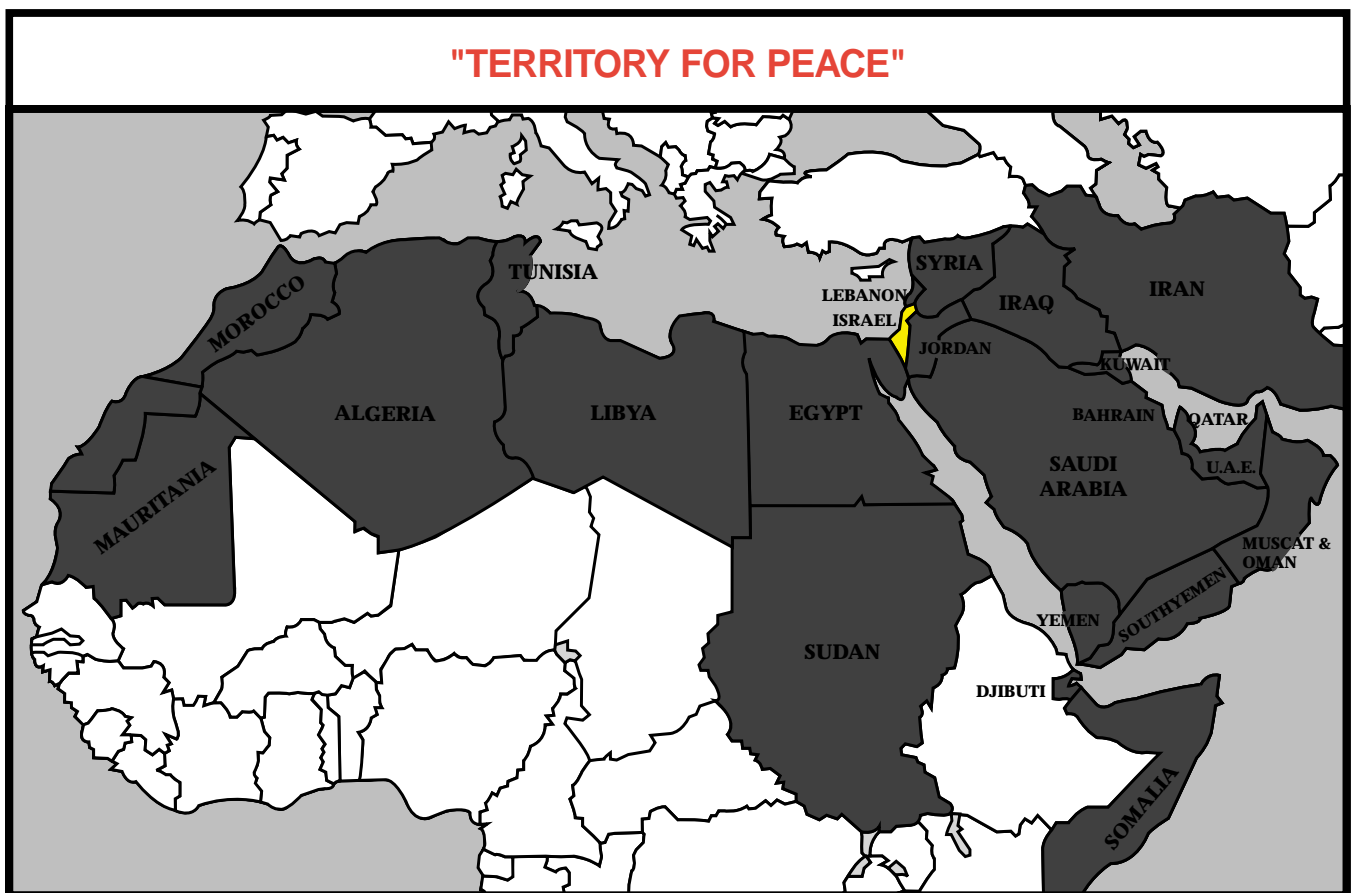 "TERRITORY FOR PEACE"
TUNISIA
SYRIA
MOROCCO
LEBANON
IRAQ
IRAN
ISRAEL
JORDAN
KUWAIT
ALGERIA
LIBYA
EGYPT
BAHRAIN
QATAR
SAUDI
ARABIA
U.A.E.
MAURITANIA
MUSCAT &
OMAN
YEMEN
SOUTHYEMEN
SUDAN
DJIBUTI
SOMALIA